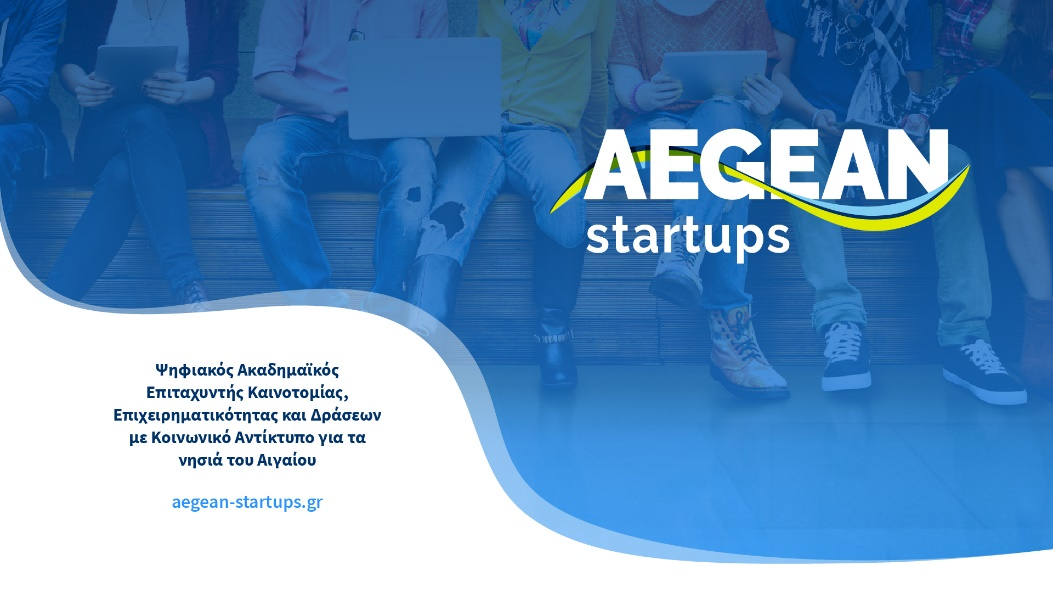 AEGEAN
startups
Ψηφιακός Ακαδημαϊκός
Επιταχυντής Καινοτομίας,
Επιχειρηματικότητας και Δράσεων
με Κοινωνικό Αντίκτυπο για τα
νησιά του Αιγαίου
aegean-startups.gr